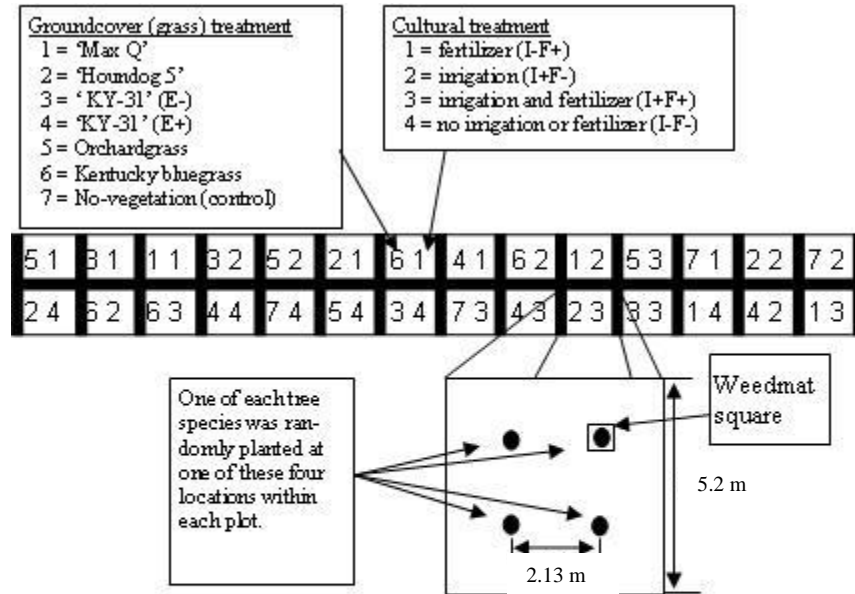 Groundcover (grass) treatment
1 = ‘Max Q’
2 = ‘Houndog 5’
3 = ‘ KY-31’ (E-)
4 = ‘KY-31’ (E+)
5 = Orchardgrass
6 = Kentucky bluegrass
7 = No-vegetation (control)
Cultural treatment
1 = fertilizer (I-F+)
2 = irrigation (I+F-)
3 = irrigation and fertilizer (I+F+)
4 = no irrigation or fertilizer (I-F-)
5 1 3 1 1 1 3 2 5 2 2 1 6 1 4 1 6 2 1 2 5 3 7 1 2 2 7 2
2 4 6 2 6 3 4 4 7 4 5 4 3 4 7 3 4 3 2 3 3 3 1 4 4 2 1 3
One of each tree
species was ran-
domly planted at
one of these four
locations within
each plot.
Weedmat
square
5.2 m
2.13 m